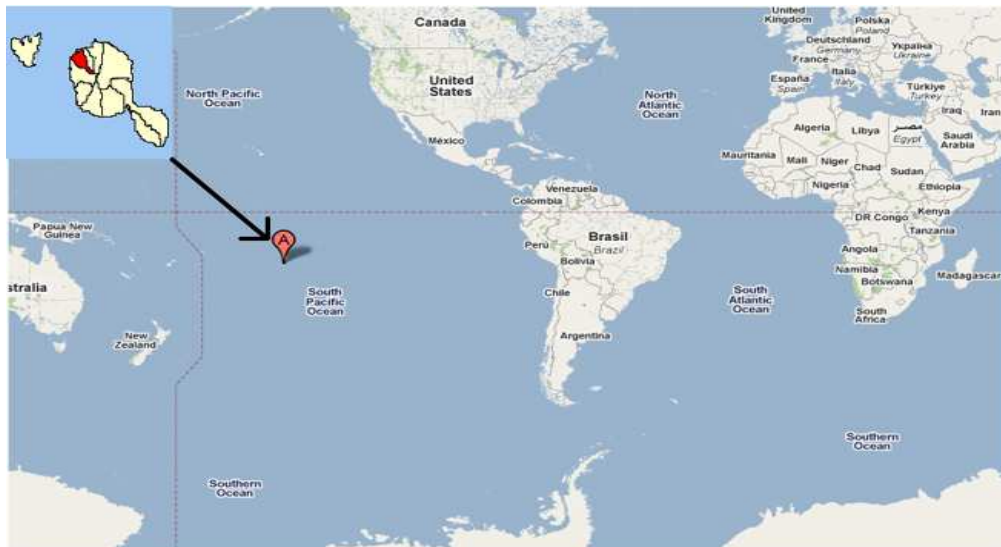 Canada
United
Kingdom
Polska
Poland
Deutschland
Germany
Україна
Ukraine
France
United
States
North Pacific
Ocean
North
Atlantic
Ocean
España
Spain
Italia
Italy
Türkiye
Turkey
Iraq
Iran
México
Algeria
Libya
مصر
Egypt
Saudi
Arabia
Mauritania
Mali
Niger
Chad
Sudan
Nigeria
Ethiopia
Venezuela
Colombia
DR Congo
Kenya
Tanzania
Papua New
Guinea
A
Perú
Brasil
Brazil
Bolivia
Angola
Namibia
Botswana
Madagascar
stralia
South
Pacific
Ocean
Chile
South
Atlantic
Ocean
South
Africa
New
Zealand
Argentina
Southern
Ocean
Southern
Ocean